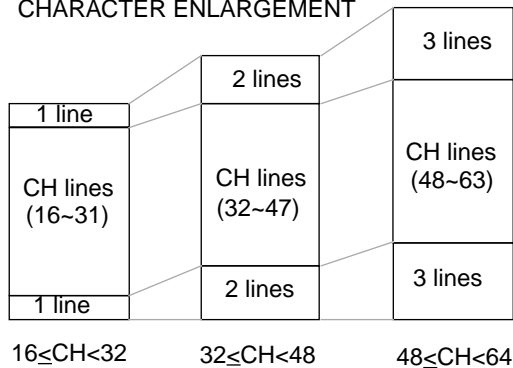 CHARACTER ENLARGEMENT
1 line
CH lines
(16~31)
1 line
16≤CH<32
2 lines
CH lines
(32~47)
2 lines
32≤CH<48
3 lines
CH lines
(48~63)
3 lines
48≤CH<64